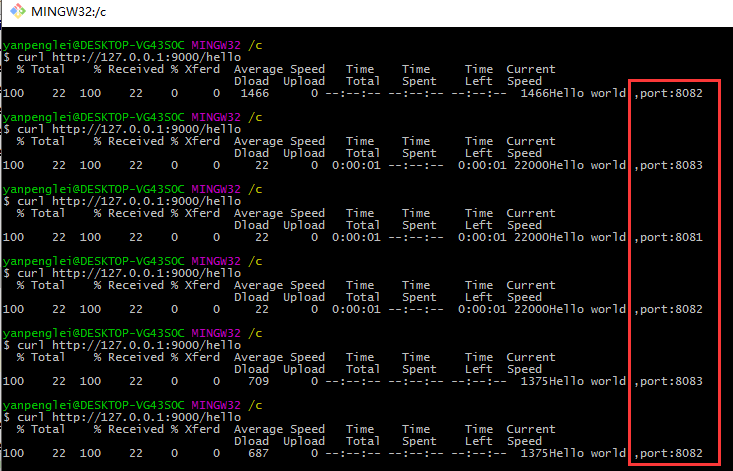 MINGW32:/c
yanpenglei@DESKTOP-VG43SOC MINGW32 /c
$ curl http://127.0.0.1:9000/hello
  % Total    % Received % Xferd  Average Speed   Time    Time     Time  Current
                                 Dload  Upload   Total   Spent    Left  Speed
100    22  100    22    0     0   1466      0 --:--:-- --:--:-- --:--:--  1466Hello world ,port:8082
yanpenglei@DESKTOP-VG43SOC MINGW32 /c
$ curl http://127.0.0.1:9000/hello
  % Total    % Received % Xferd  Average Speed   Time    Time     Time  Current
                                 Dload  Upload   Total   Spent    Left  Speed
100    22  100    22    0     0     22      0  0:00:01 --:--:--  0:00:01 22000Hello world ,port:8083
yanpenglei@DESKTOP-VG43SOC MINGW32 /c
$ curl http://127.0.0.1:9000/hello
  % Total    % Received % Xferd  Average Speed   Time    Time     Time  Current
                                 Dload  Upload   Total   Spent    Left  Speed
100    22  100    22    0     0     22      0  0:00:01 --:--:--  0:00:01 22000Hello world ,port:8081
yanpenglei@DESKTOP-VG43SOC MINGW32 /c
$ curl http://127.0.0.1:9000/hello
  % Total    % Received % Xferd  Average Speed   Time    Time     Time  Current
                                 Dload  Upload   Total   Spent    Left  Speed
100    22  100    22    0     0     22      0  0:00:01 --:--:--  0:00:01 22000Hello world ,port:8082
yanpenglei@DESKTOP-VG43SOC MINGW32 /c
$ curl http://127.0.0.1:9000/hello
  % Total    % Received % Xferd  Average Speed   Time    Time     Time  Current
                                 Dload  Upload   Total   Spent    Left  Speed
100    22  100    22    0     0    709      0 --:--:-- --:--:-- --:--:--  1375Hello world ,port:8083
yanpenglei@DESKTOP-VG43SOC MINGW32 /c
$ curl http://127.0.0.1:9000/hello
  % Total    % Received % Xferd  Average Speed   Time    Time     Time  Current
                                 Dload  Upload   Total   Spent    Left  Speed
100    22  100    22    0     0    687      0 --:--:-- --:--:-- --:--:--  1375Hello world ,port:8082